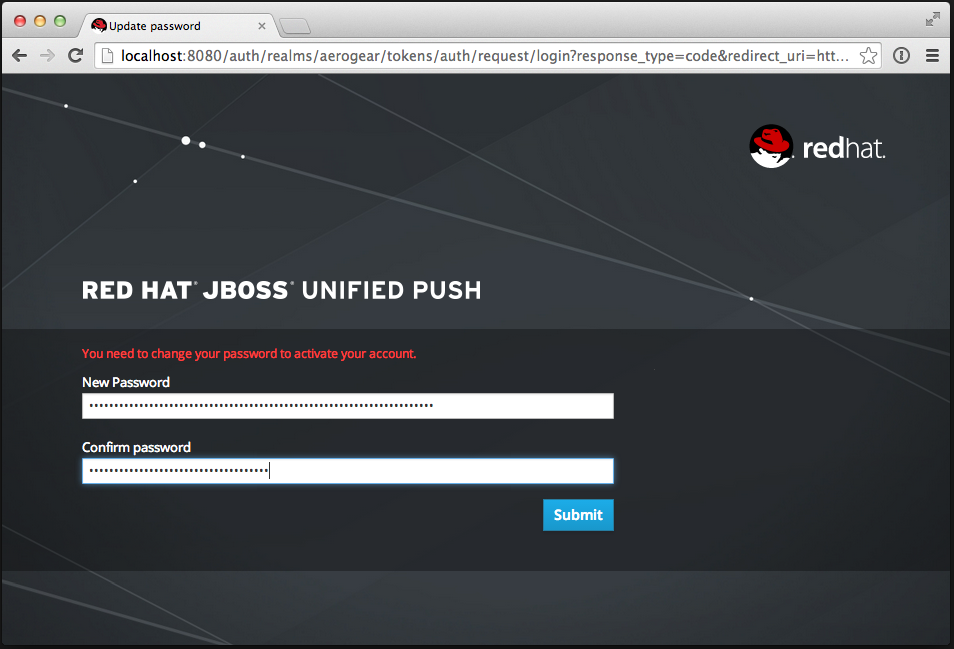 Update password
localhost:8080/auth/realms/aerogear/tokens/auth/request/login?response_type=code&redirect_uri=htt...
redhat.
RED HAT® JBOSS® UNIFIED PUSH
You need to change your password to activate your account.
New Password
Confirm password
Submit